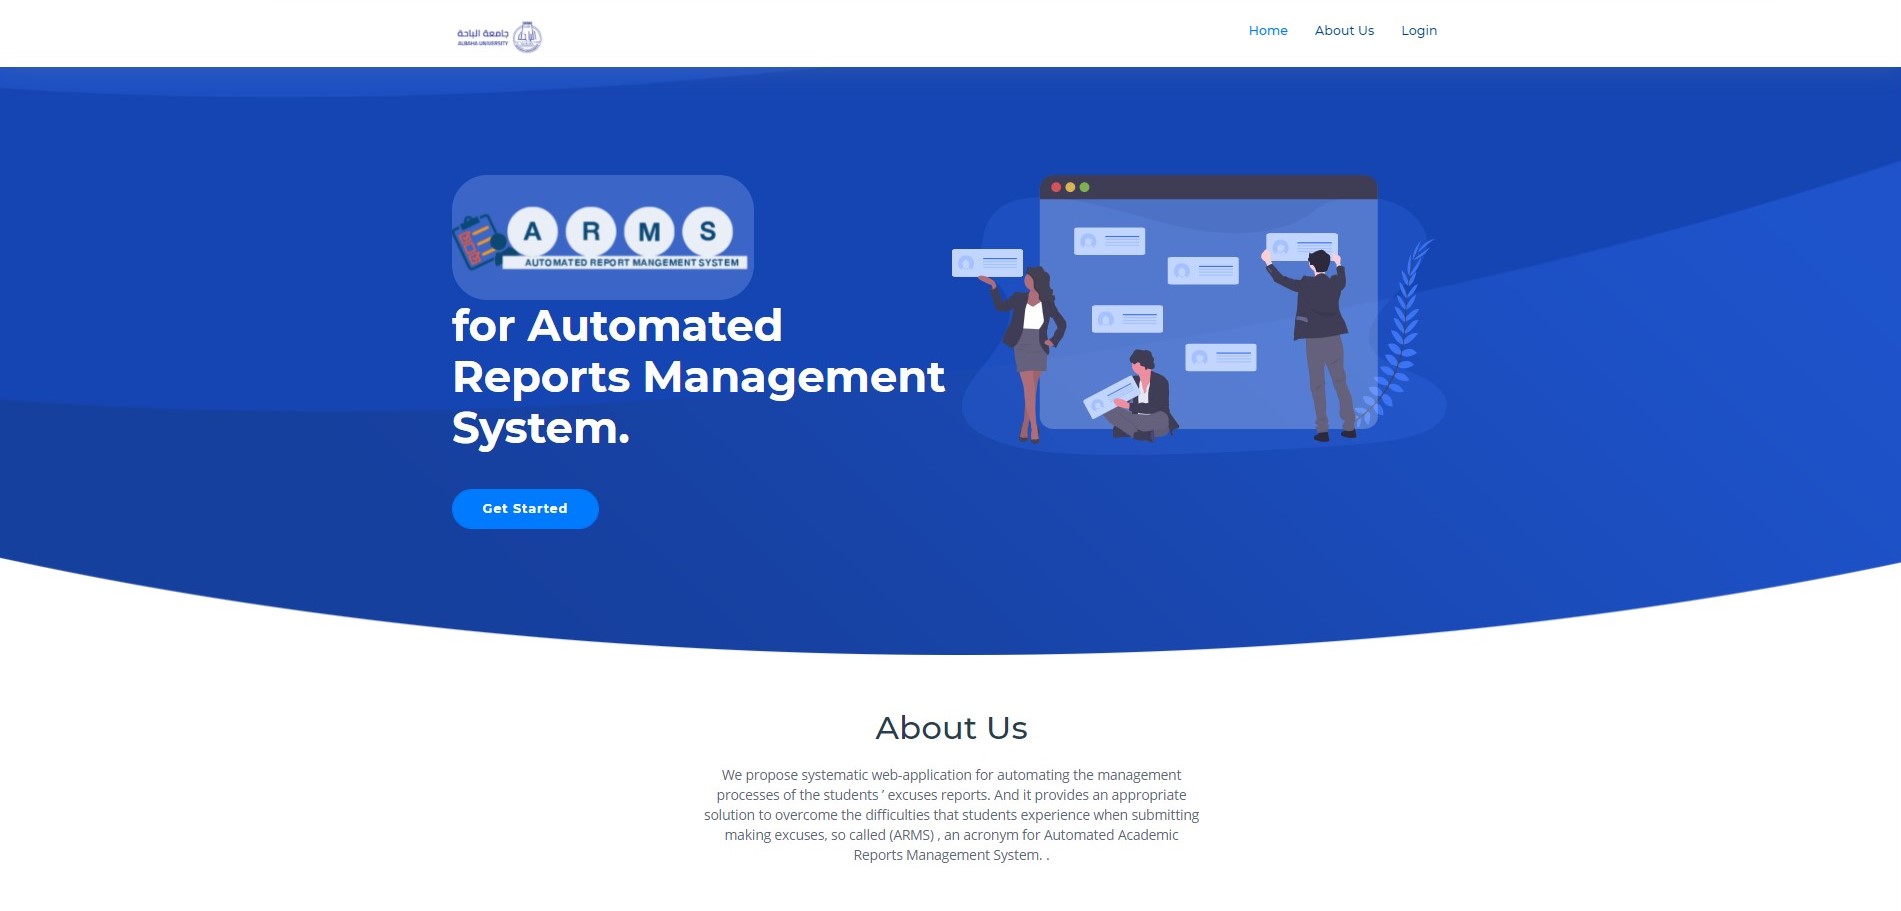 جامعة الباحة
ALBAHA UNIVERSITY
Home
About Us
Login
A R M S
AUTOMATED REPORT MANGEMENT SYSTEM
for Automated
Reports Management
System.
Get Started
About Us
We propose systematic web-application for automating the management
processes of the students ’ excuses reports. And it provides an appropriate
solution to overcome the difficulties that students experience when submitting
making excuses, so called (ARMS) , an acronym for Automated Academic
Reports Management System. .